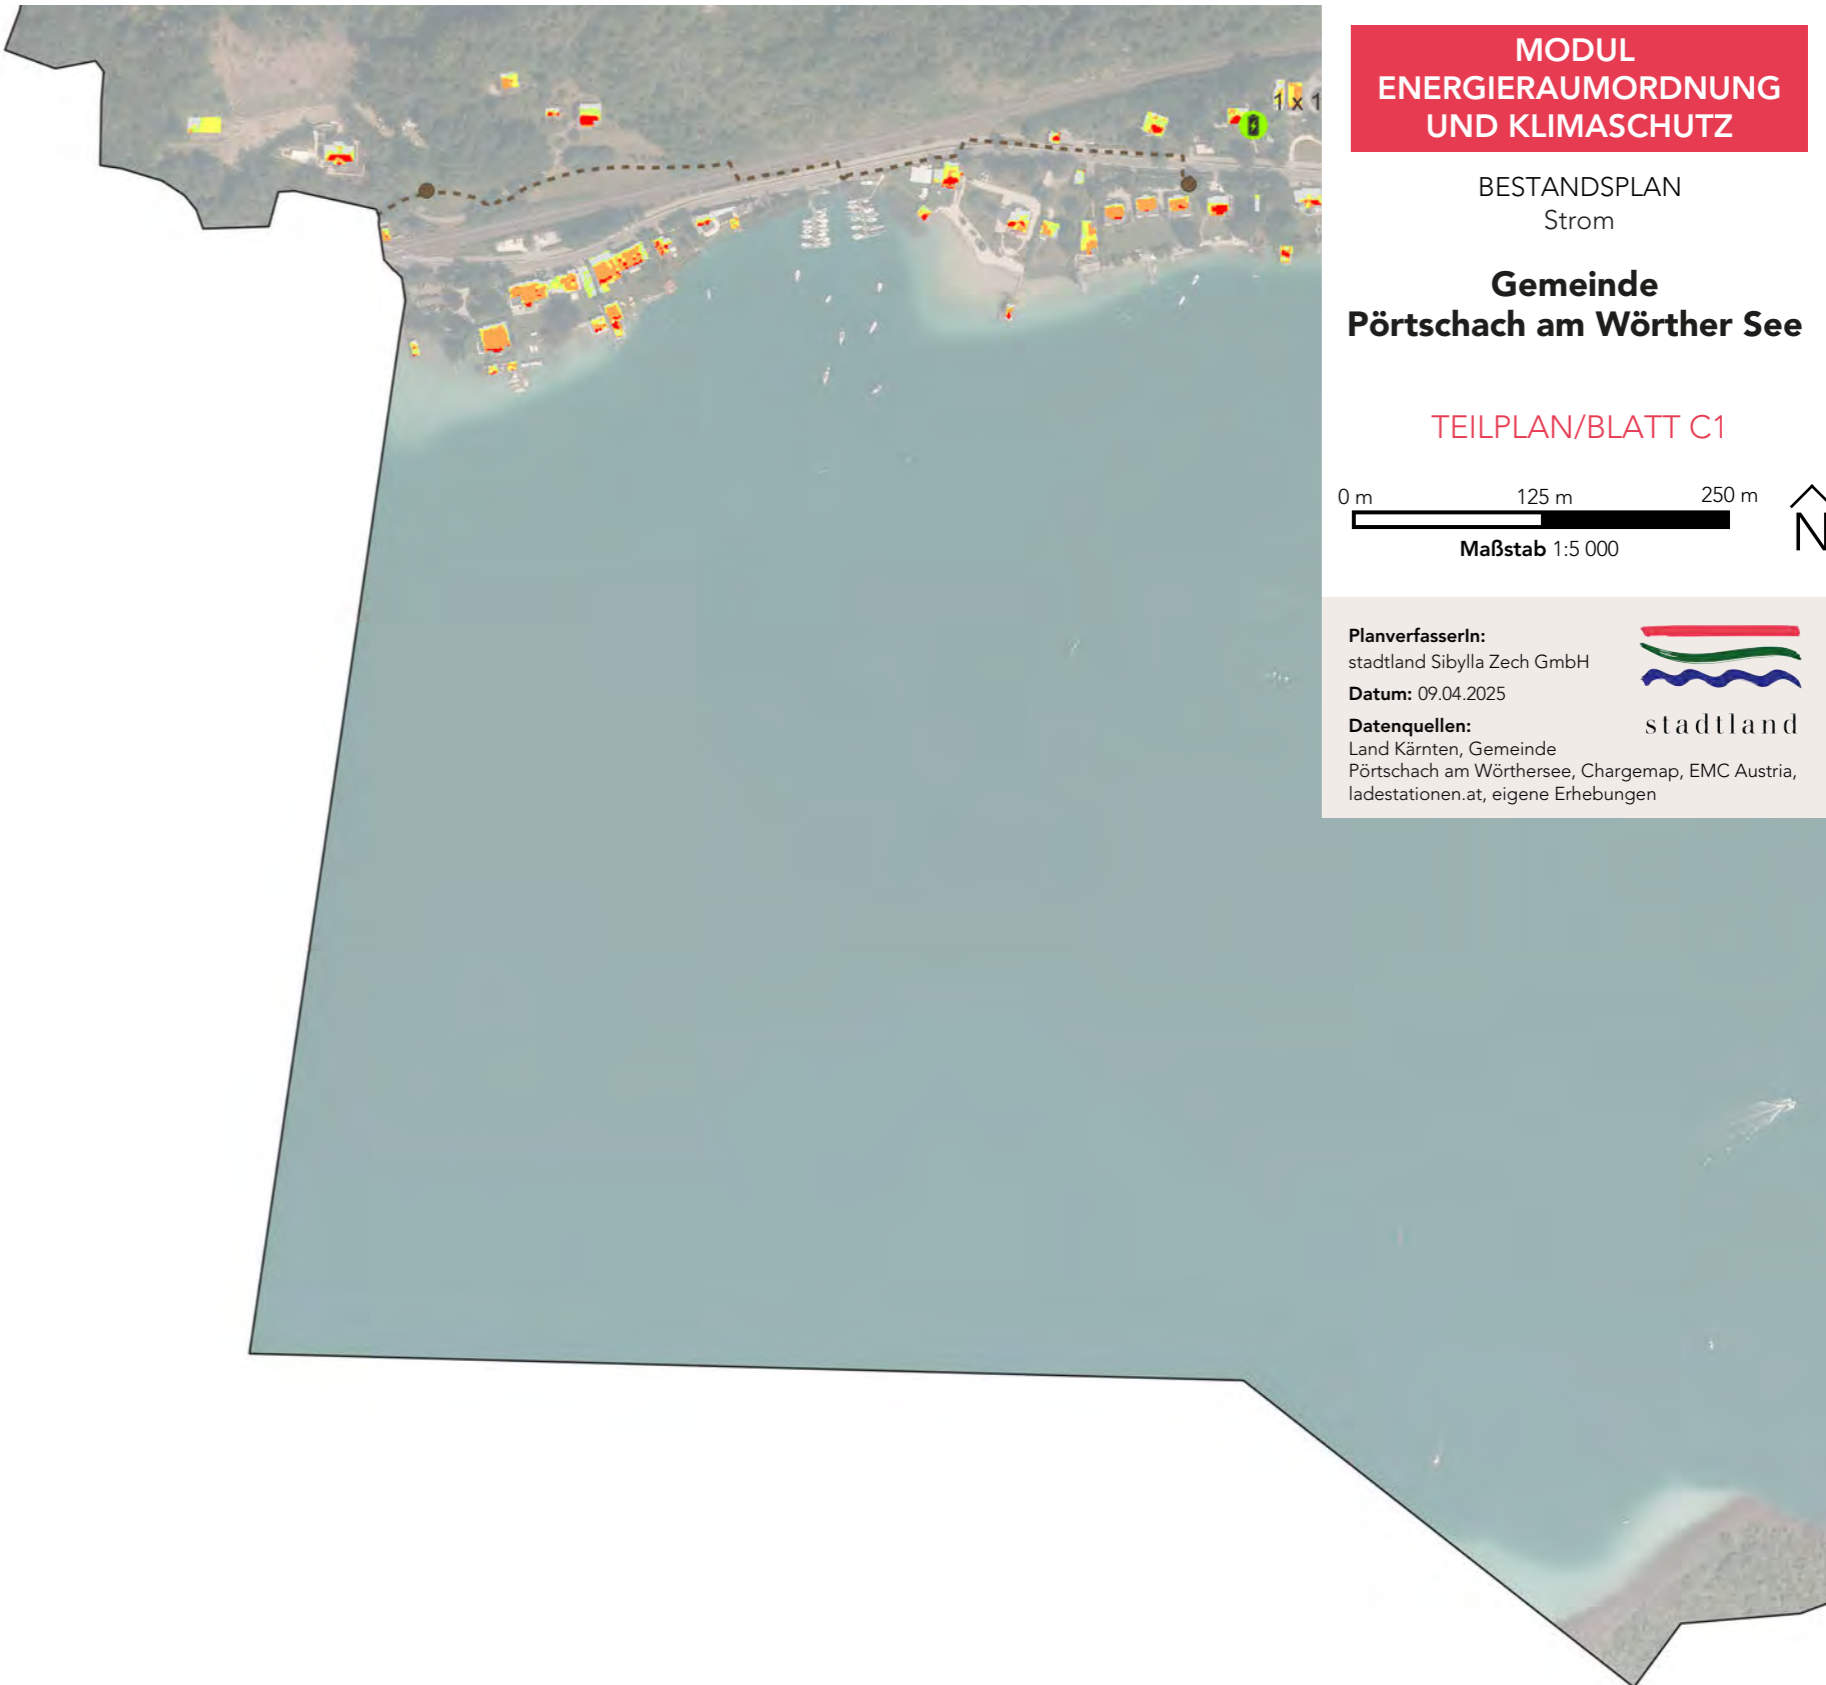 1 x 1
MODUL
ENERGIERAUMORDNUNG
UND KLIMASCHUTZ
BESTANDSPLAN
Strom
Gemeinde
Pörtschach am Wörther See
TEILPLAN/BLATT C1
0 m 125 m 250 m
N
Maßstab 1:5 000
PlanverfasserIn:
stadtland Sibylla Zech GmbH
Datum: 09.04.2025
Datenquellen:
Land Kärnten, Gemeinde
Pörtschach am Wörthersee, Chargemap, EMC Austria,
ladestationen.at, eigene Erhebungen
stadtland